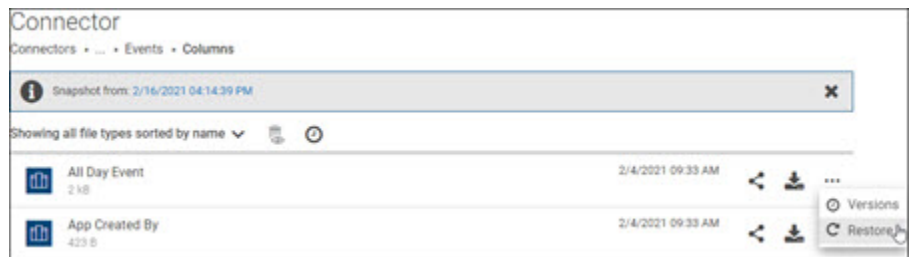 Connector
Connectors • ... • Events • Columns
Snapshot from: 2/16/2021 04:14:39 PM
Showing all file types sorted by name
All Day Event 2/4/2021 09:33 AM
2 kB
Versions
App Created By 2/4/2021 09:33 AM
Restore
423 B